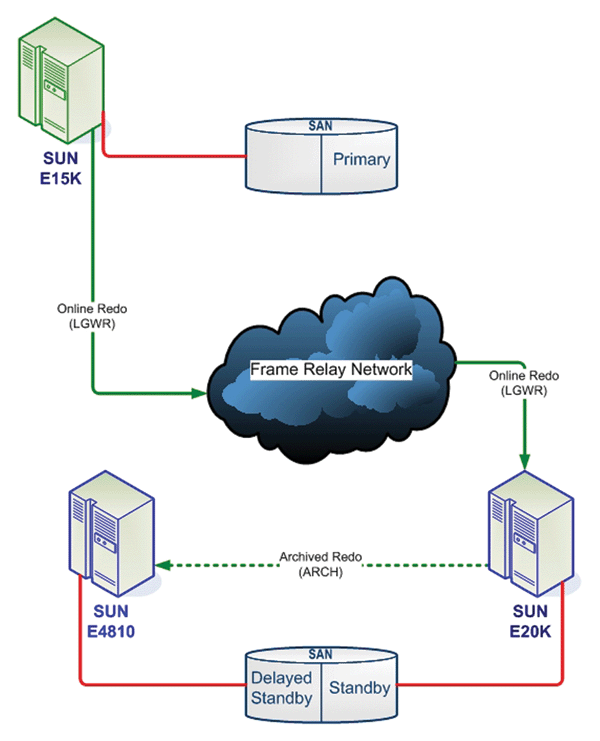 SUN
E15K
SAN
Primary
Online Redo
(LGWR)
Frame Relay Network
Online Redo
(LGWR)
Archived Redo
(ARCH)
SUN
E4810
SUN
E20K
SAN
Delayed
Standby
Standby